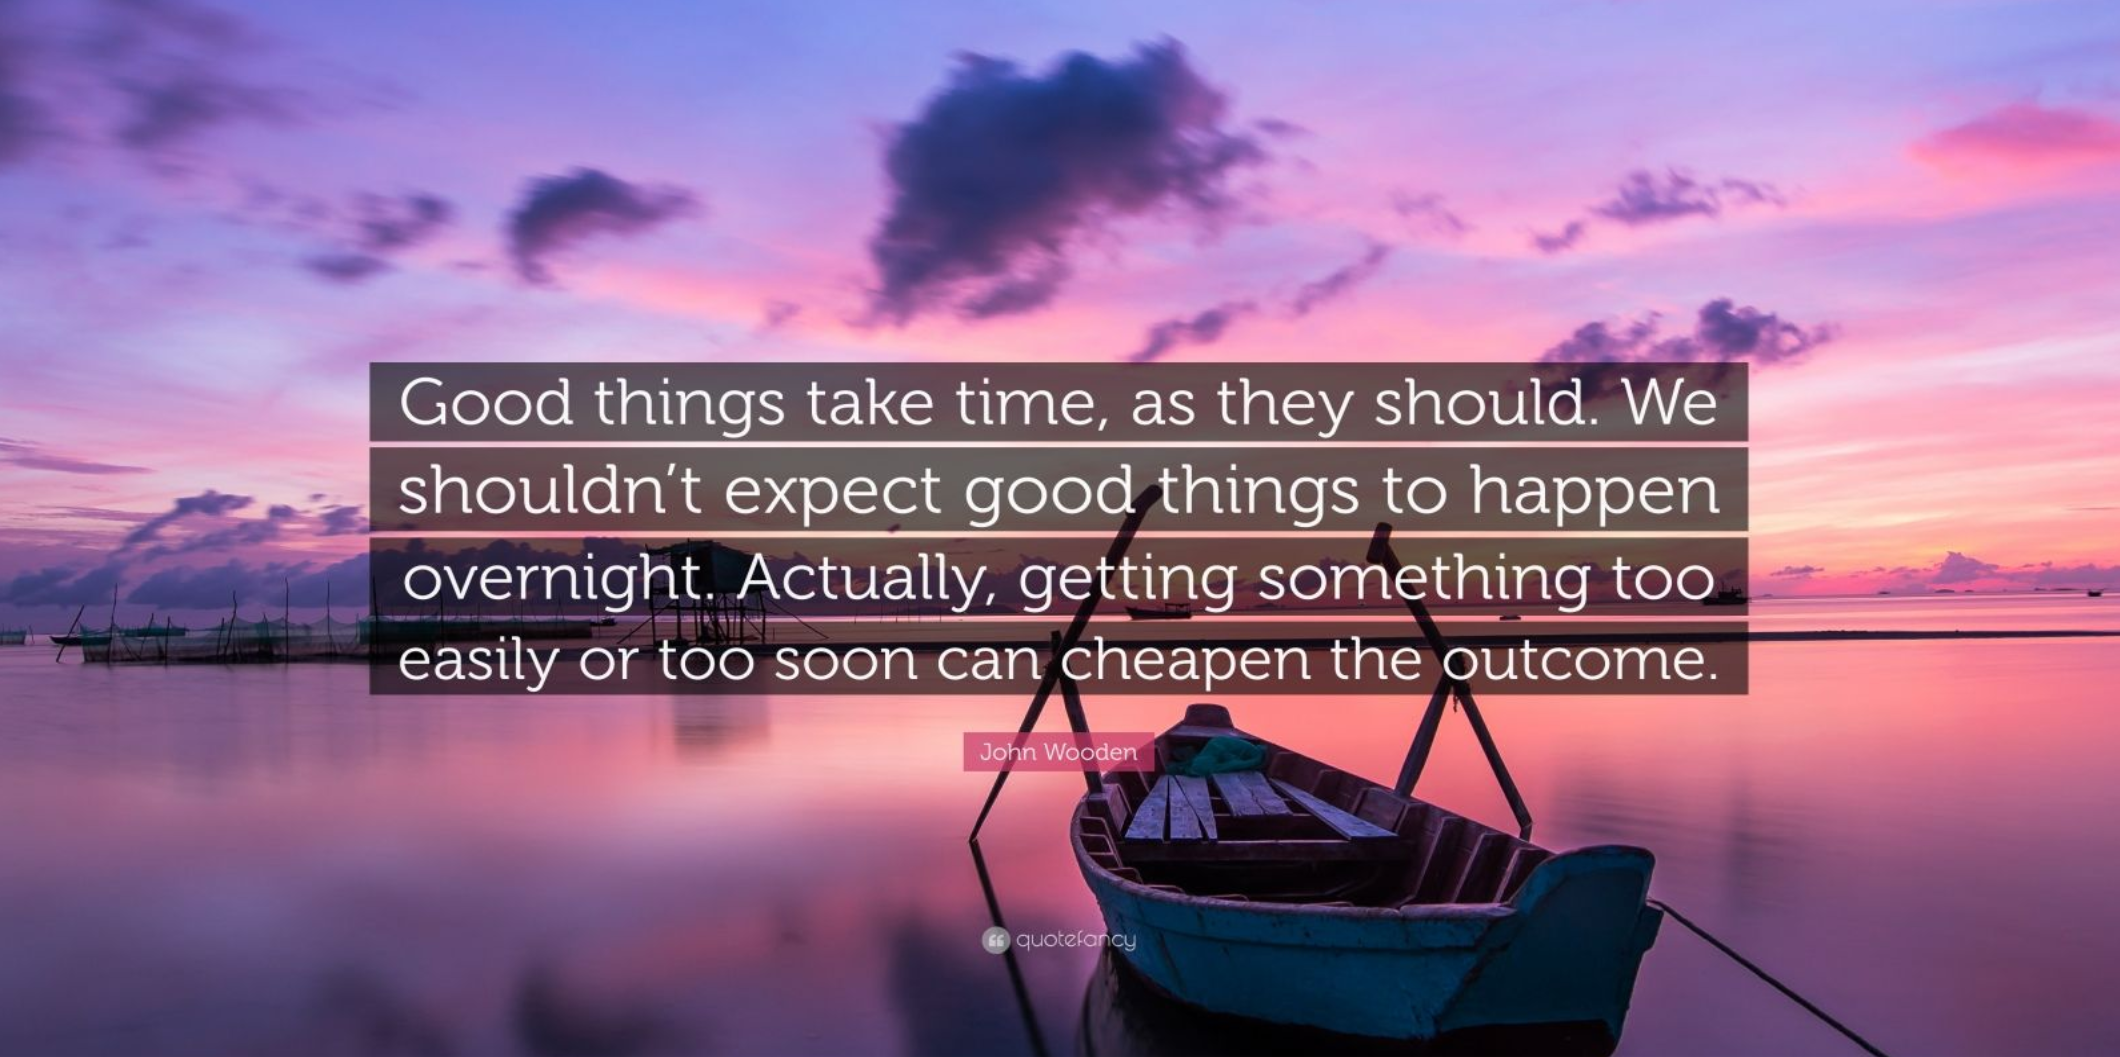 Good things take time, as they should. We
shouldn’t expect good things to happen
overnight. Actually, getting something too
easily or too soon can cheapen the outcome.
John Wooden
quotefancy